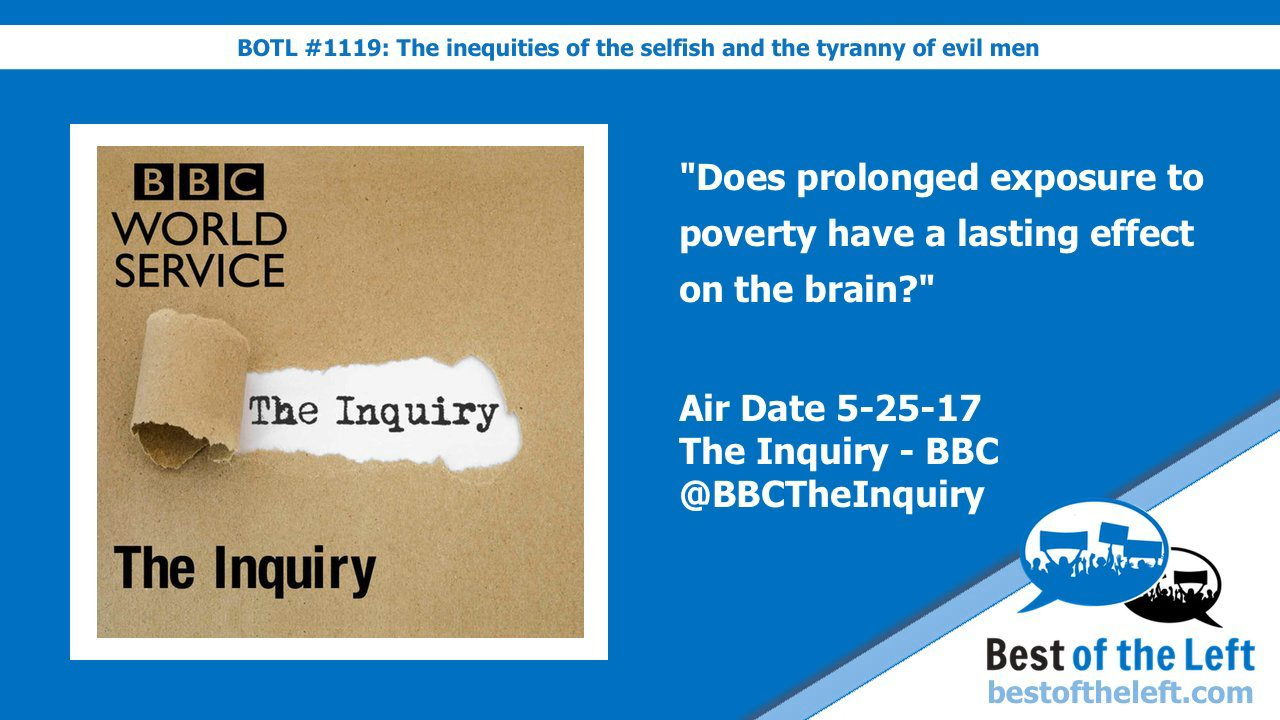 BOTL #1119: The inequities of the selfish and the tyranny of evil men
BBC
WORLD
SERVICE
The Inquiry
The Inquiry
"Does prolonged exposure to
poverty have a lasting effect
on the brain?"
Air Date 5-25-17
The Inquiry - BBC
@BBCTheInquiry
Best of the Left
bestoftheleft.com